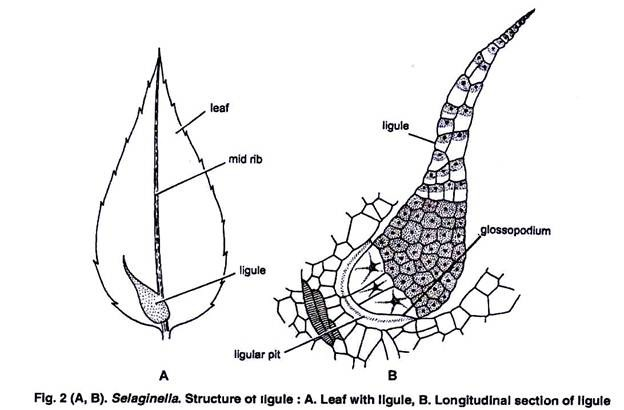 leaf
mid rib
ligule
A
ligule
glossopodium
ligular pit
B
Fig. 2 (A, B). Selaginella. Structure of ligule : A. Leaf with ligule, B. Longitudinal section of ligule